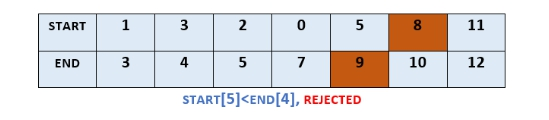 START 1 3 2 0 5 8 11
END 3 4 5 7 9 10 12
START[5]<END[4], REJECTED